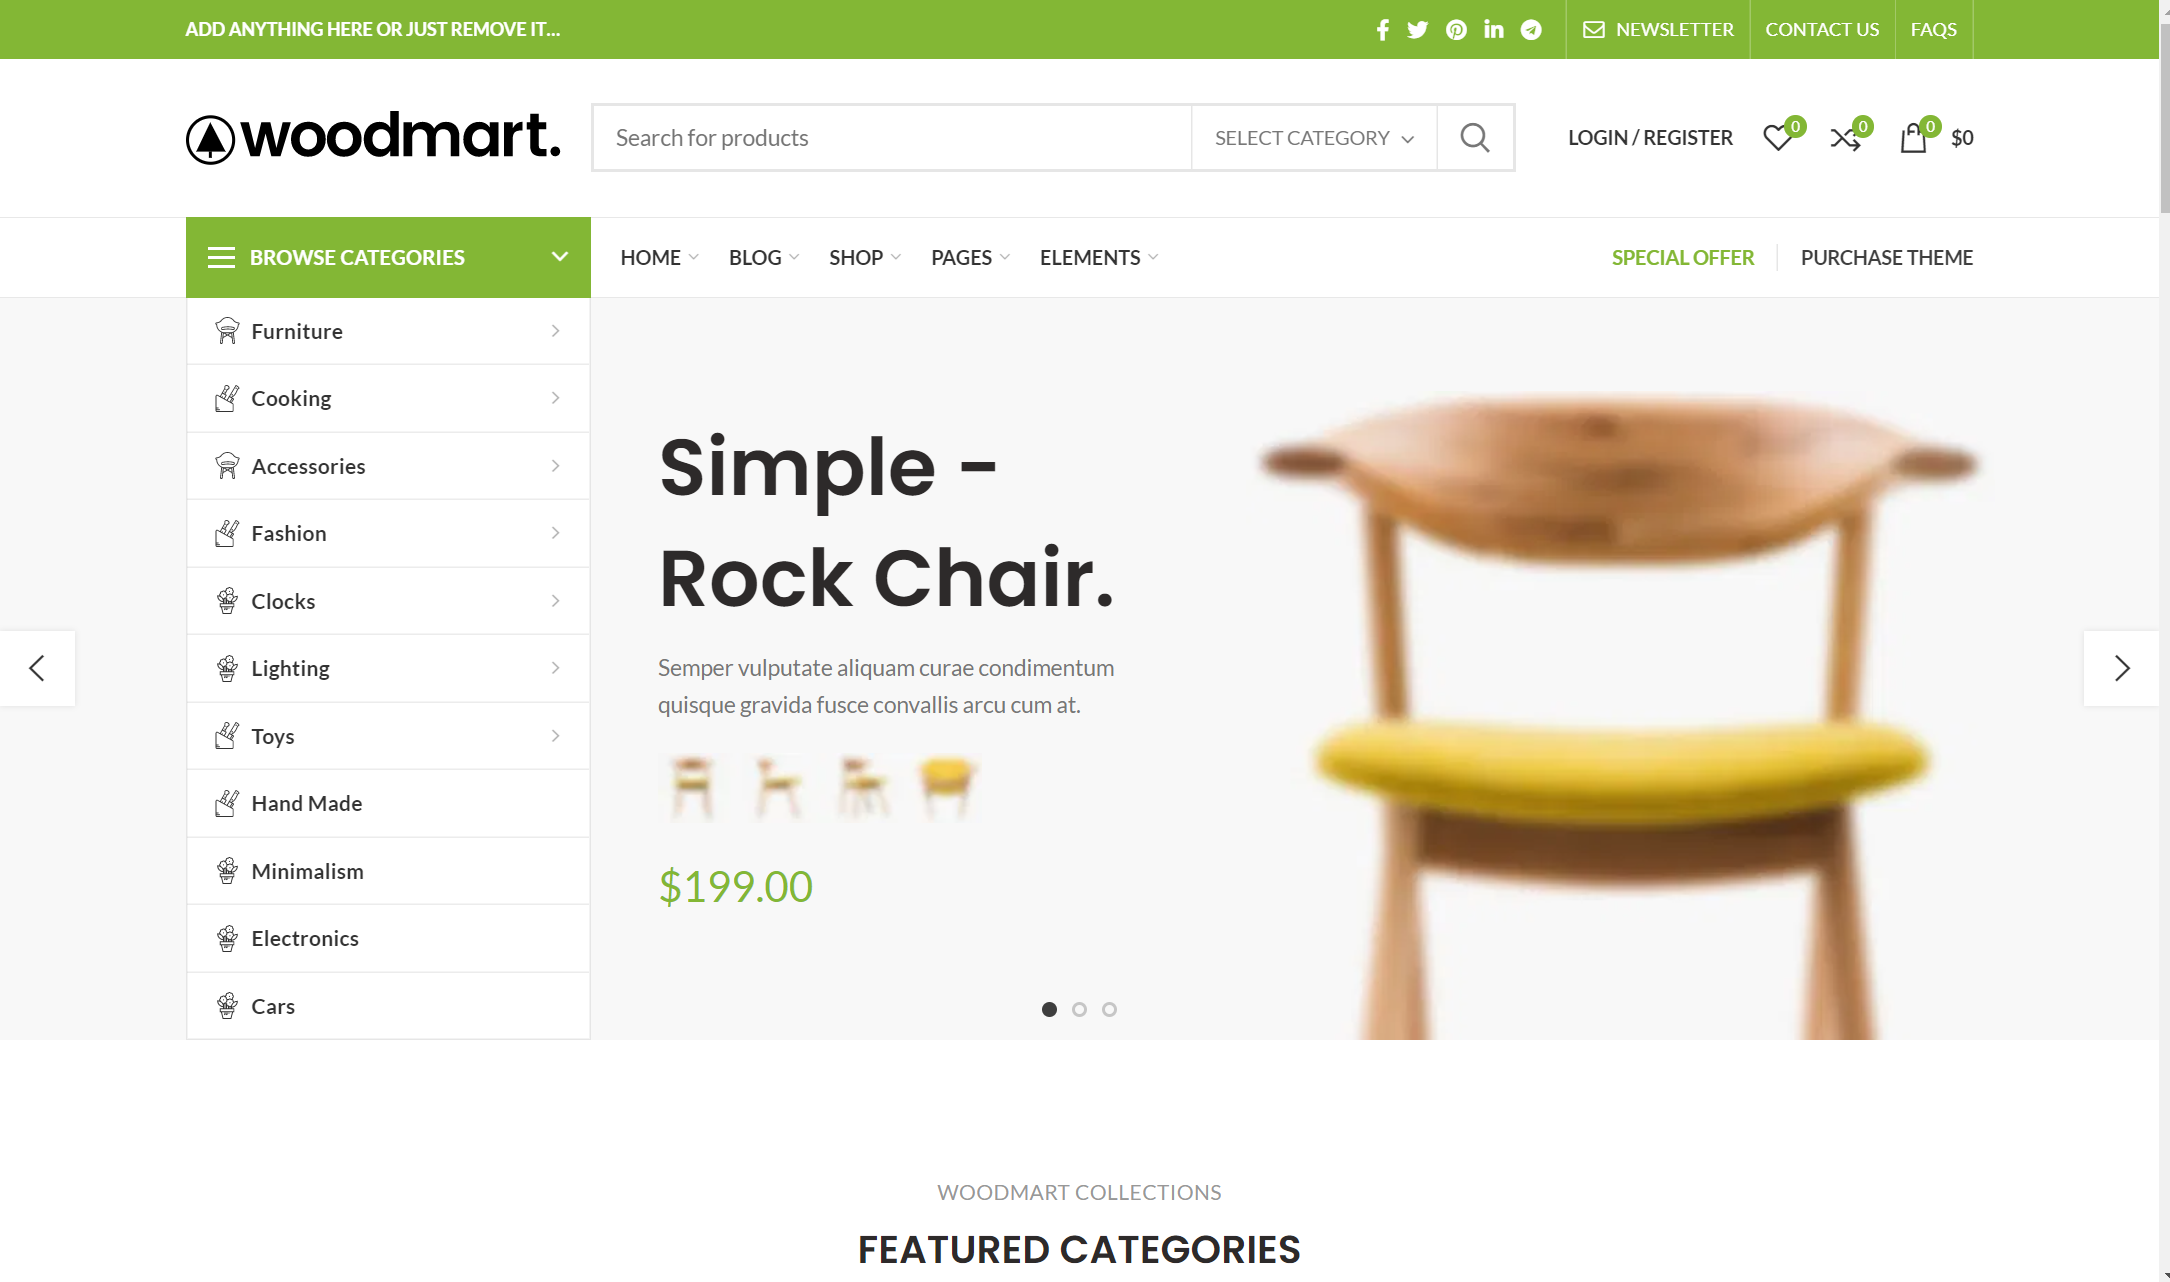 ADD ANYTHING HERE OR JUST REMOVE IT...
NEWSLETTER
CONTACT US
FAQS
woodmart.
Search for products
SELECT CATEGORY
LOGIN / REGISTER
0
0
0
$0
BROWSE CATEGORIES
HOME
BLOG
SHOP
PAGES
ELEMENTS
SPECIAL OFFER
PURCHASE THEME
Furniture
Cooking
Accessories
Fashion
Clocks
Lighting
Toys
Hand Made
Minimalism
Electronics
Cars
Simple -
Rock Chair.
Semper vulputate aliquam curae condimentum
quisque gravida fusce convallis arcu cum at.
$199.00
WOODMART COLLECTIONS
FEATURED CATEGORIES